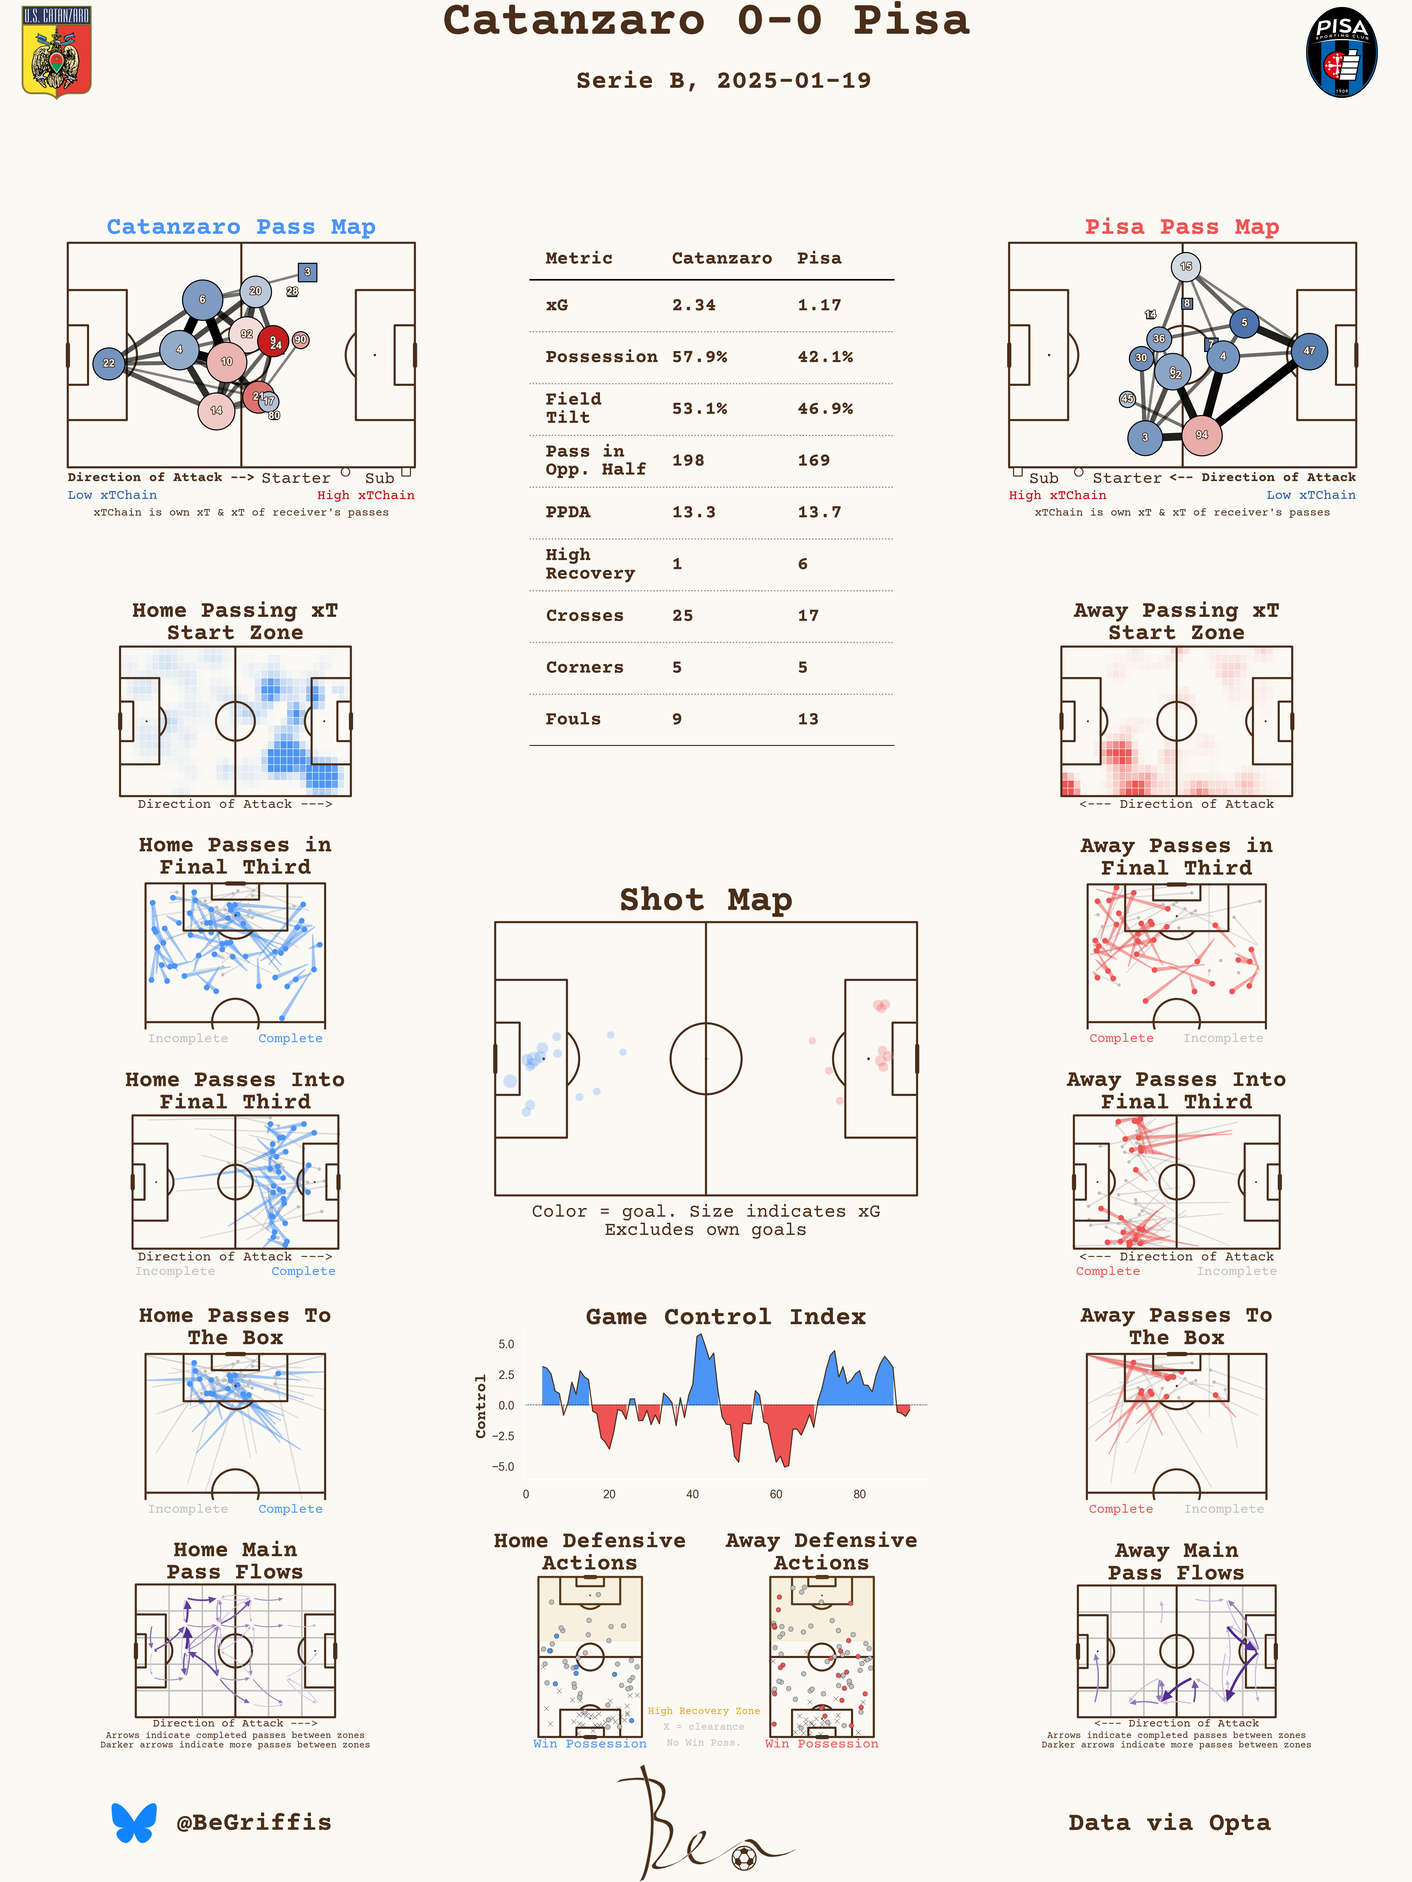 Catanzaro 0-0 Pisa
Serie B, 2025-01-19
U.S. CATANZARO
PISA
SPORTING CLUB
1909
Catanzaro Pass Map
3
6
20
28
92
9
24
90
4
10
22
21
17
14
80
Direction of Attack --> Starter Sub
Low xTChain High xTChain
xTChain is own xT & xT of receiver's passes
Metric Catanzaro Pisa
xG 2.34 1.17
Possession 57.9% 42.1%
Field
Tilt 53.1% 46.9%
Pass in
Opp. Half 198 169
PPDA 13.3 13.7
High
Recovery 1 6
Crosses 25 17
Corners 5 5
Fouls 9 13
Pisa Pass Map
15
8
14
5
36
7
47
30
4
6
32
45
3
94
Sub Starter <-- Direction of Attack
High xTChain Low xTChain
xTChain is own xT & xT of receiver's passes
Home Passing xT
Start Zone
Direction of Attack --->
Away Passing xT
Start Zone
<--- Direction of Attack
Home Passes in
Final Third
Incomplete Complete
Away Passes in
Final Third
Complete Incomplete
Shot Map
Color = goal. Size indicates xG
Excludes own goals
Home Passes Into
Final Third
Direction of Attack --->
Incomplete Complete
Away Passes Into
Final Third
<--- Direction of Attack
Complete Incomplete
Home Passes To
The Box
Incomplete Complete
Game Control Index
Control
5.0
2.5
0.0
−2.5
−5.0
0 20 40 60 80
Away Passes To
The Box
Complete Incomplete
Home Main
Pass Flows
Direction of Attack --->
Arrows indicate completed passes between zones
Darker arrows indicate more passes between zones
Home Defensive
Actions
Win Possession
Away Defensive
Actions
Win Possession
High Recovery Zone
X = clearance
No Win Poss.
Away Main
Pass Flows
<--- Direction of Attack
Arrows indicate completed passes between zones
Darker arrows indicate more passes between zones
@BeGriffis
Ben
Data via Opta